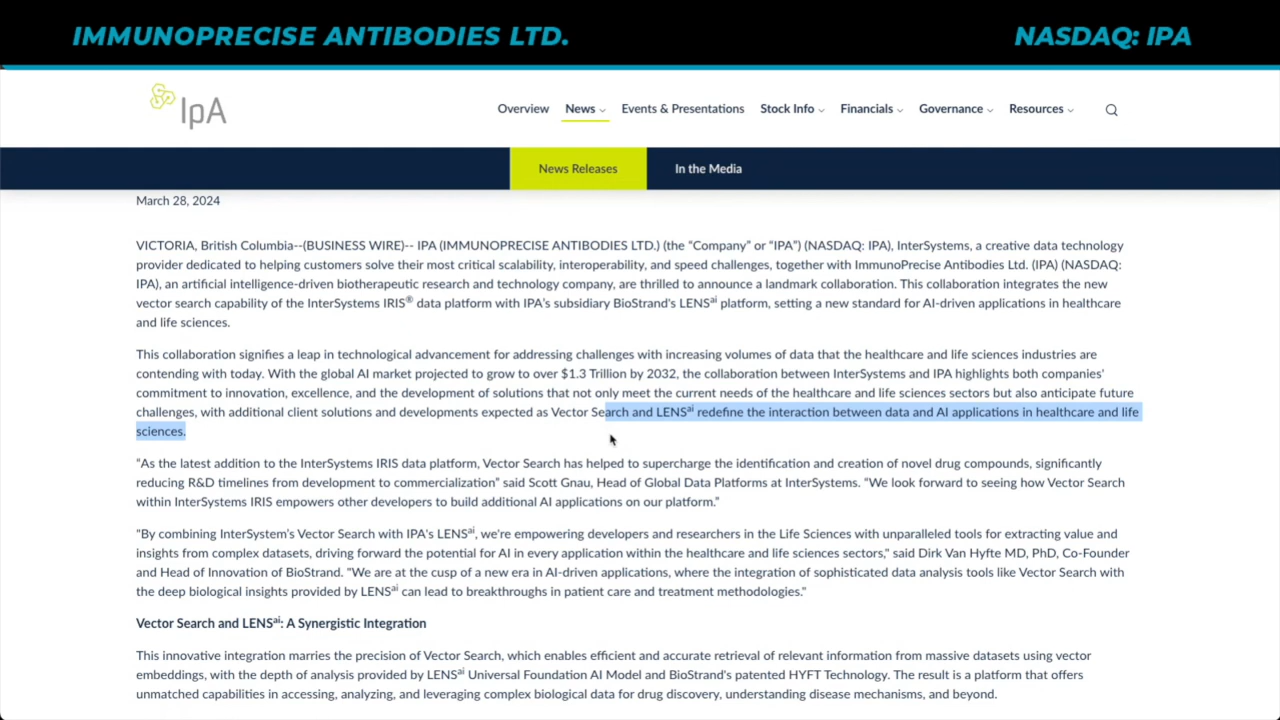 IMMUNOPRECISE ANTIBODIES LTD. NASDAQ: IPA
IpA
Overview News Events & Presentations Stock Info Financials Governance Resources
News Releases In the Media
March 28, 2024
VICTORIA, British Columbia--(BUSINESS WIRE)-- IPA (IMMUNOPRECISE ANTIBODIES LTD.) (the “Company” or “IPA”) (NASDAQ: IPA), InterSystems, a creative data technology
provider dedicated to helping customers solve their most critical scalability, interoperability, and speed challenges, together with ImmunoPrecise Antibodies Ltd. (IPA) (NASDAQ:
IPA), an artificial intelligence-driven biotherapeutic research and technology company, are thrilled to announce a landmark collaboration. This collaboration integrates the new
vector search capability of the InterSystems IRIS® data platform with IPA’s subsidiary BioStrand's LENSai platform, setting a new standard for AI-driven applications in healthcare
and life sciences.
This collaboration signifies a leap in technological advancement for addressing challenges with increasing volumes of data that the healthcare and life sciences industries are
contending with today. With the global AI market projected to grow to over $1.3 Trillion by 2032, the collaboration between InterSystems and IPA highlights both companies'
commitment to innovation, excellence, and the development of solutions that not only meet the current needs of the healthcare and life sciences sectors but also anticipate future
challenges, with additional client solutions and developments expected as Vector Search and LENSai redefine the interaction between data and AI applications in healthcare and life
sciences.
“As the latest addition to the InterSystems IRIS data platform, Vector Search has helped to supercharge the identification and creation of novel drug compounds, significantly
reducing R&D timelines from development to commercialization” said Scott Gnau, Head of Global Data Platforms at InterSystems. “We look forward to seeing how Vector Search
within InterSystems IRIS empowers other developers to build additional AI applications on our platform.”
"By combining InterSystem's Vector Search with IPA's LENSai, we're empowering developers and researchers in the Life Sciences with unparalleled tools for extracting value and
insights from complex datasets, driving forward the potential for AI in every application within the healthcare and life sciences sectors," said Dirk Van Hyfte MD, PhD, Co-Founder
and Head of Innovation of BioStrand. "We are at the cusp of a new era in AI-driven applications, where the integration of sophisticated data analysis tools like Vector Search with
the deep biological insights provided by LENSai can lead to breakthroughs in patient care and treatment methodologies."
Vector Search and LENSai: A Synergistic Integration
This innovative integration marries the precision of Vector Search, which enables efficient and accurate retrieval of relevant information from massive datasets using vector
embeddings, with the depth of analysis provided by LENSai Universal Foundation AI Model and BioStrand's patented HYFT Technology. The result is a platform that offers
unmatched capabilities in accessing, analyzing, and leveraging complex biological data for drug discovery, understanding disease mechanisms, and beyond.